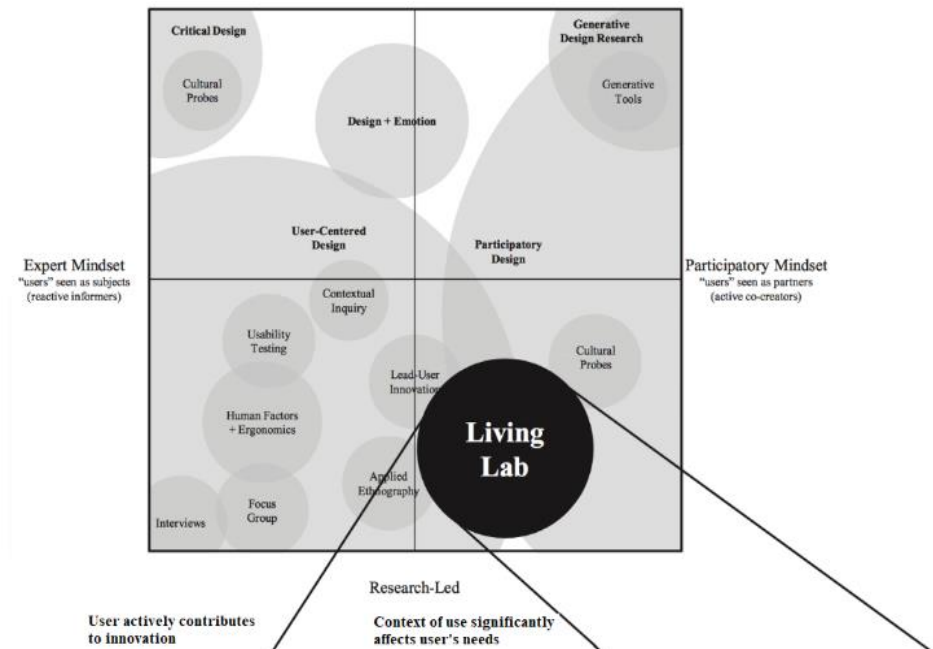 Critical Design
Cultural
Probes
Design + Emotion
Generative
Design Research
Generative
Tools
User-Centered
Design
Participatory
Design
Expert Mindset
"users" seen as subjects
(reactive informers)
Participatory Mindset
"users" seen as partners
(active co-creators)
Contextual
Inquiry
Usability
Testing
Lead-User
Innovation
Cultural
Probes
Human Factors
+ Ergonomics
Living
Lab
Applied
Ethnography
Interviews
Focus
Group
Research-Led
User actively contributes
to innovation
Context of use significantly
affects user's needs